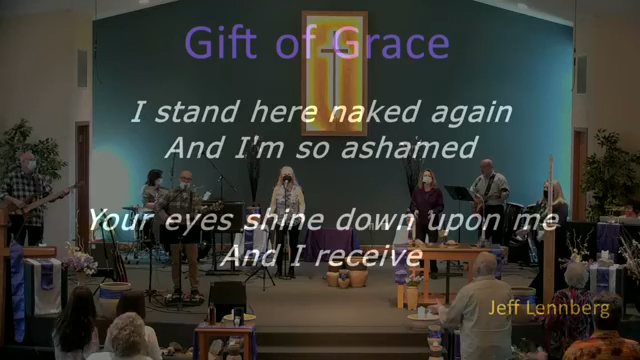 Gift of Grace
I stand here naked again
And I'm so ashamed
Your eyes shine down upon me
And I receive
Jeff Lennberg